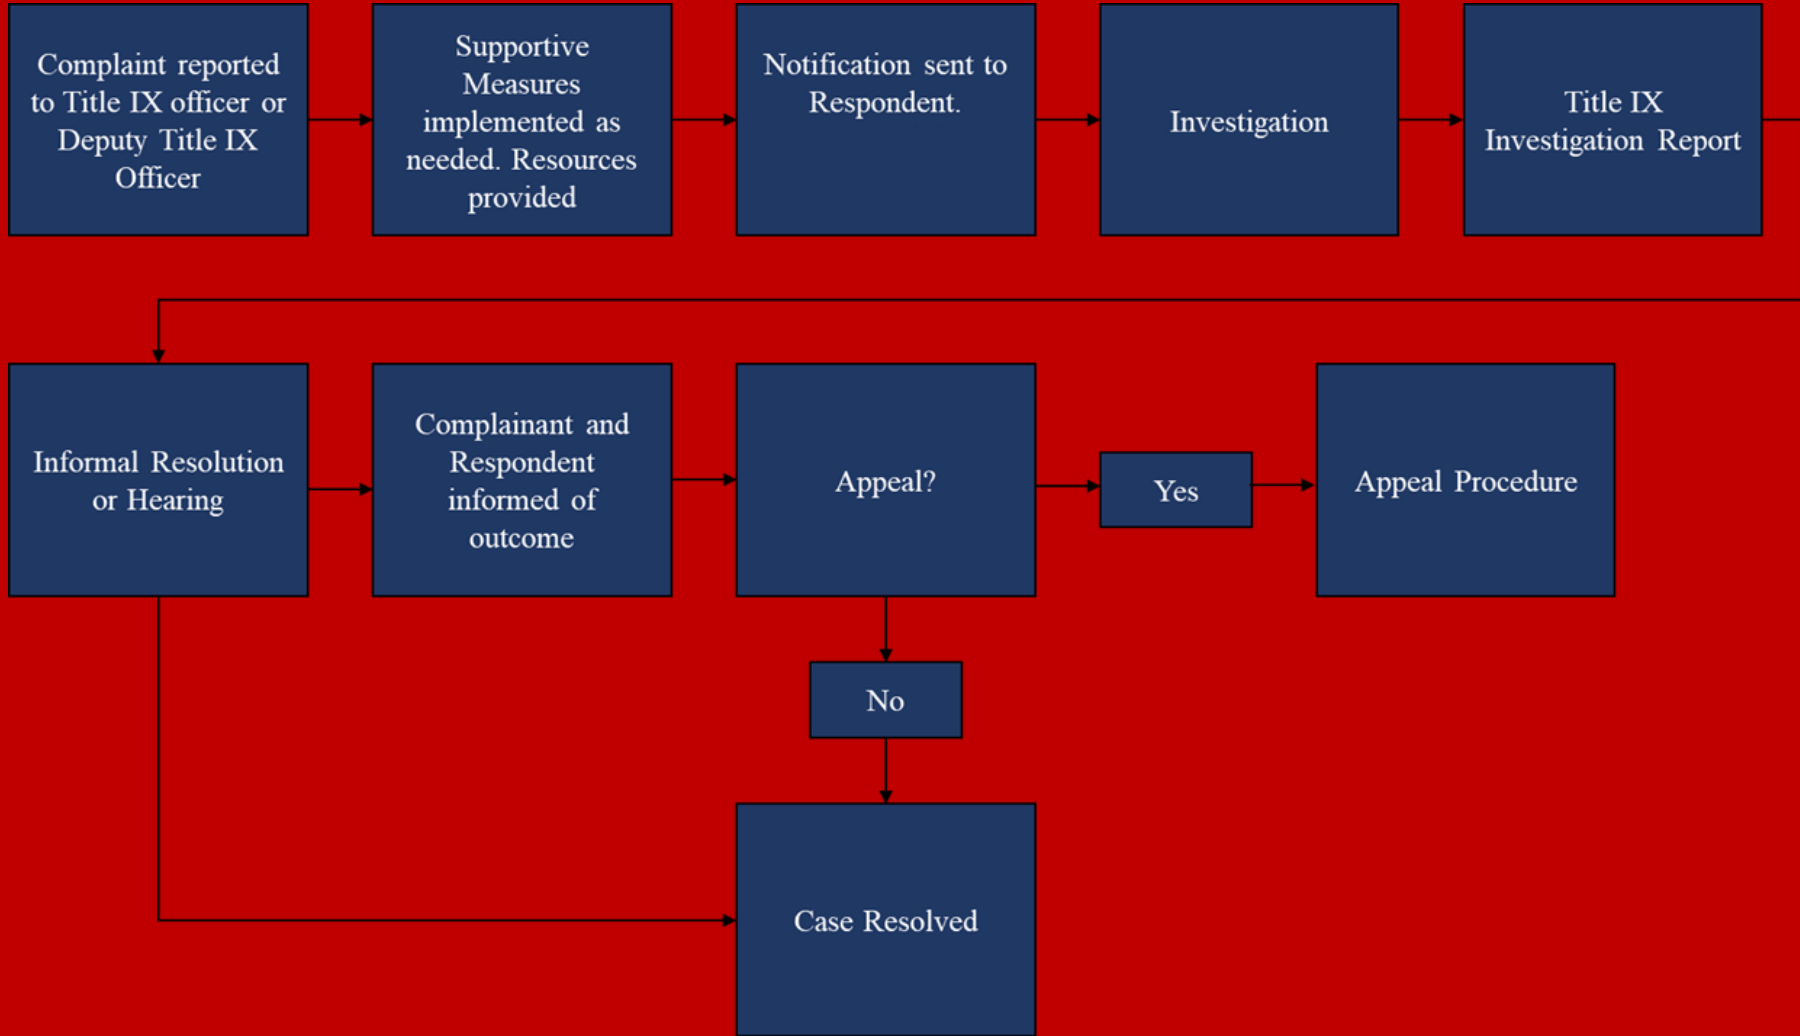 Complaint reported
to Title IX officer or
Deputy Title IX
Officer
Supportive
Measures
implemented as
needed. Resources
provided
Notification sent to
Respondent.
Investigation
Title IX
Investigation Report
Informal Resolution
or Hearing
Complainant and
Respondent
informed of
outcome
Appeal?
Yes
Appeal Procedure
No
Case Resolved